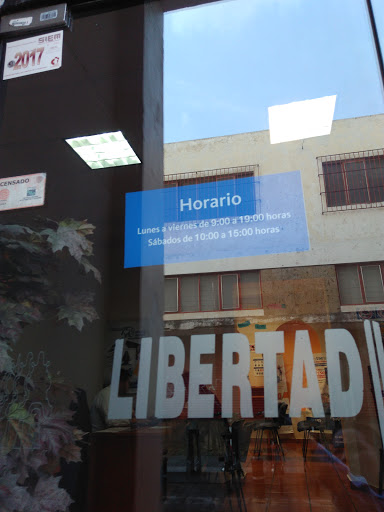 SIEM
2017
CENSADO
Horario
Lunes a viernes de 9:00 a 19:00 horas
Sábados de 10:00 a 15:00 horas
LIBERTAD